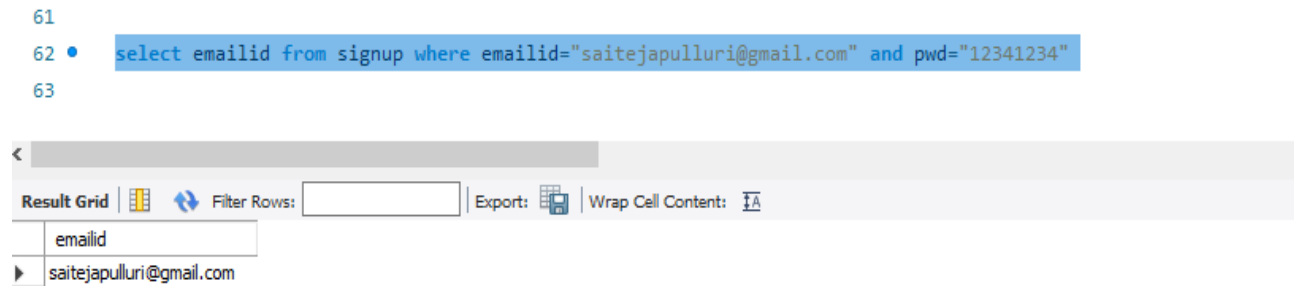 61
62 select emailid from signup where emailid="saitejapulluri@gmail.com" and pwd="12341234"
63
Result Grid Filter Rows: Export: Wrap Cell Content: IA
emailid
saitejapulluri@gmail.com